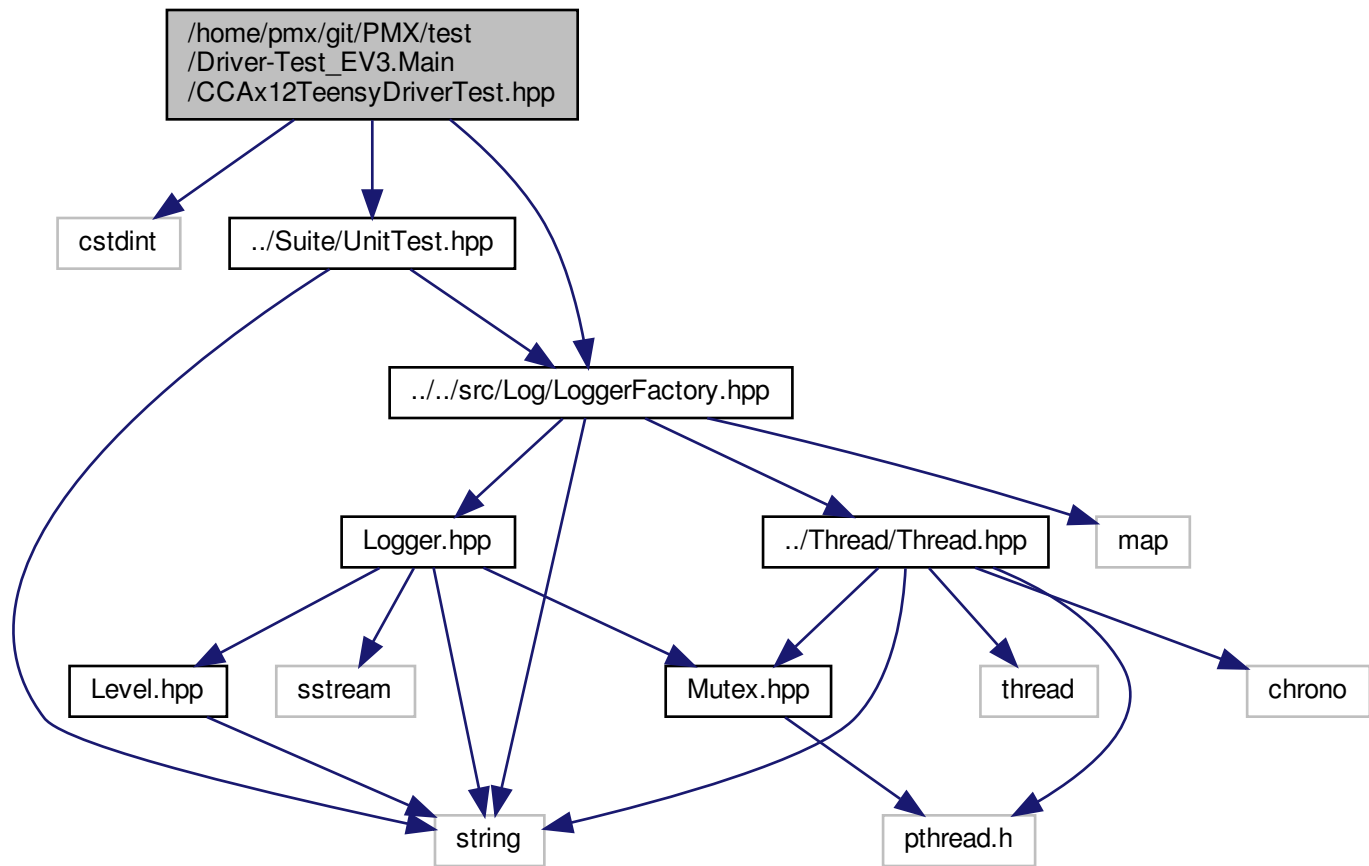 /home/pmx/git/PMX/test
/Driver-Test_EV3.Main
/CCAx12TeensyDriverTest.hpp
cstdint
../Suite/UnitTest.hpp
../../src/Log/LoggerFactory.hpp
Logger.hpp
../Thread/Thread.hpp
map
Level.hpp
sstream
Mutex.hpp
thread
chrono
string
pthread.h